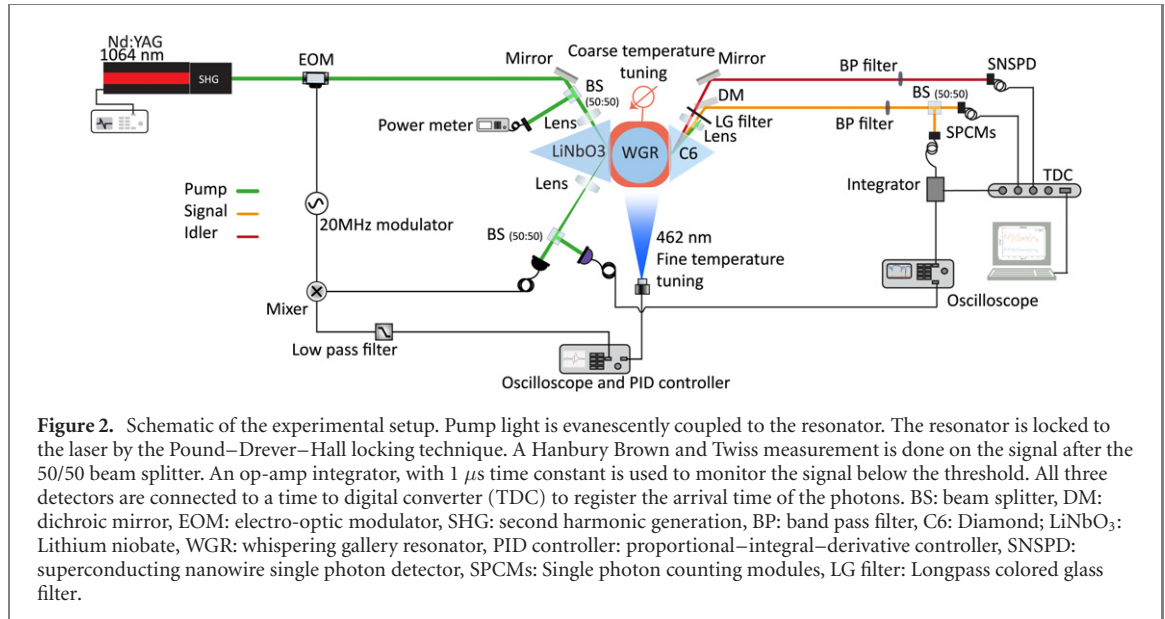 Nd:YAG
1064 nm
SHG
EOM
Mirror
Coarse temperature
tuning
Mirror
BP filter
SNSPD
BS
(50:50)
DM
BS (50:50)
Power meter
Lens
LG filter
Lens
BP filter
SPCMs
LiNbO3
WGR
C6
Pump
Signal
Idler
Lens
Integrator
TDC
20MHz modulator
BS (50:50)
462 nm
Fine temperature
tuning
Mixer
Oscilloscope
Low pass filter
Oscilloscope and PID controller
Figure 2. Schematic of the experimental setup. Pump light is evanescently coupled to the resonator. The resonator is locked to
the laser by the Pound–Drever–Hall locking technique. A Hanbury Brown and Twiss measurement is done on the signal after the
50/50 beam splitter. An op-amp integrator, with 1 μs time constant is used to monitor the signal below the threshold. All three
detectors are connected to a time to digital converter (TDC) to register the arrival time of the photons. BS: beam splitter, DM:
dichroic mirror, EOM: electro-optic modulator, SHG: second harmonic generation, BP: band pass filter, C6: Diamond; LiNbO₃:
Lithium niobate, WGR: whispering gallery resonator, PID controller: proportional–integral–derivative controller, SNSPD:
superconducting nanowire single photon detector, SPCMs: Single photon counting modules, LG filter: Longpass colored glass
filter.